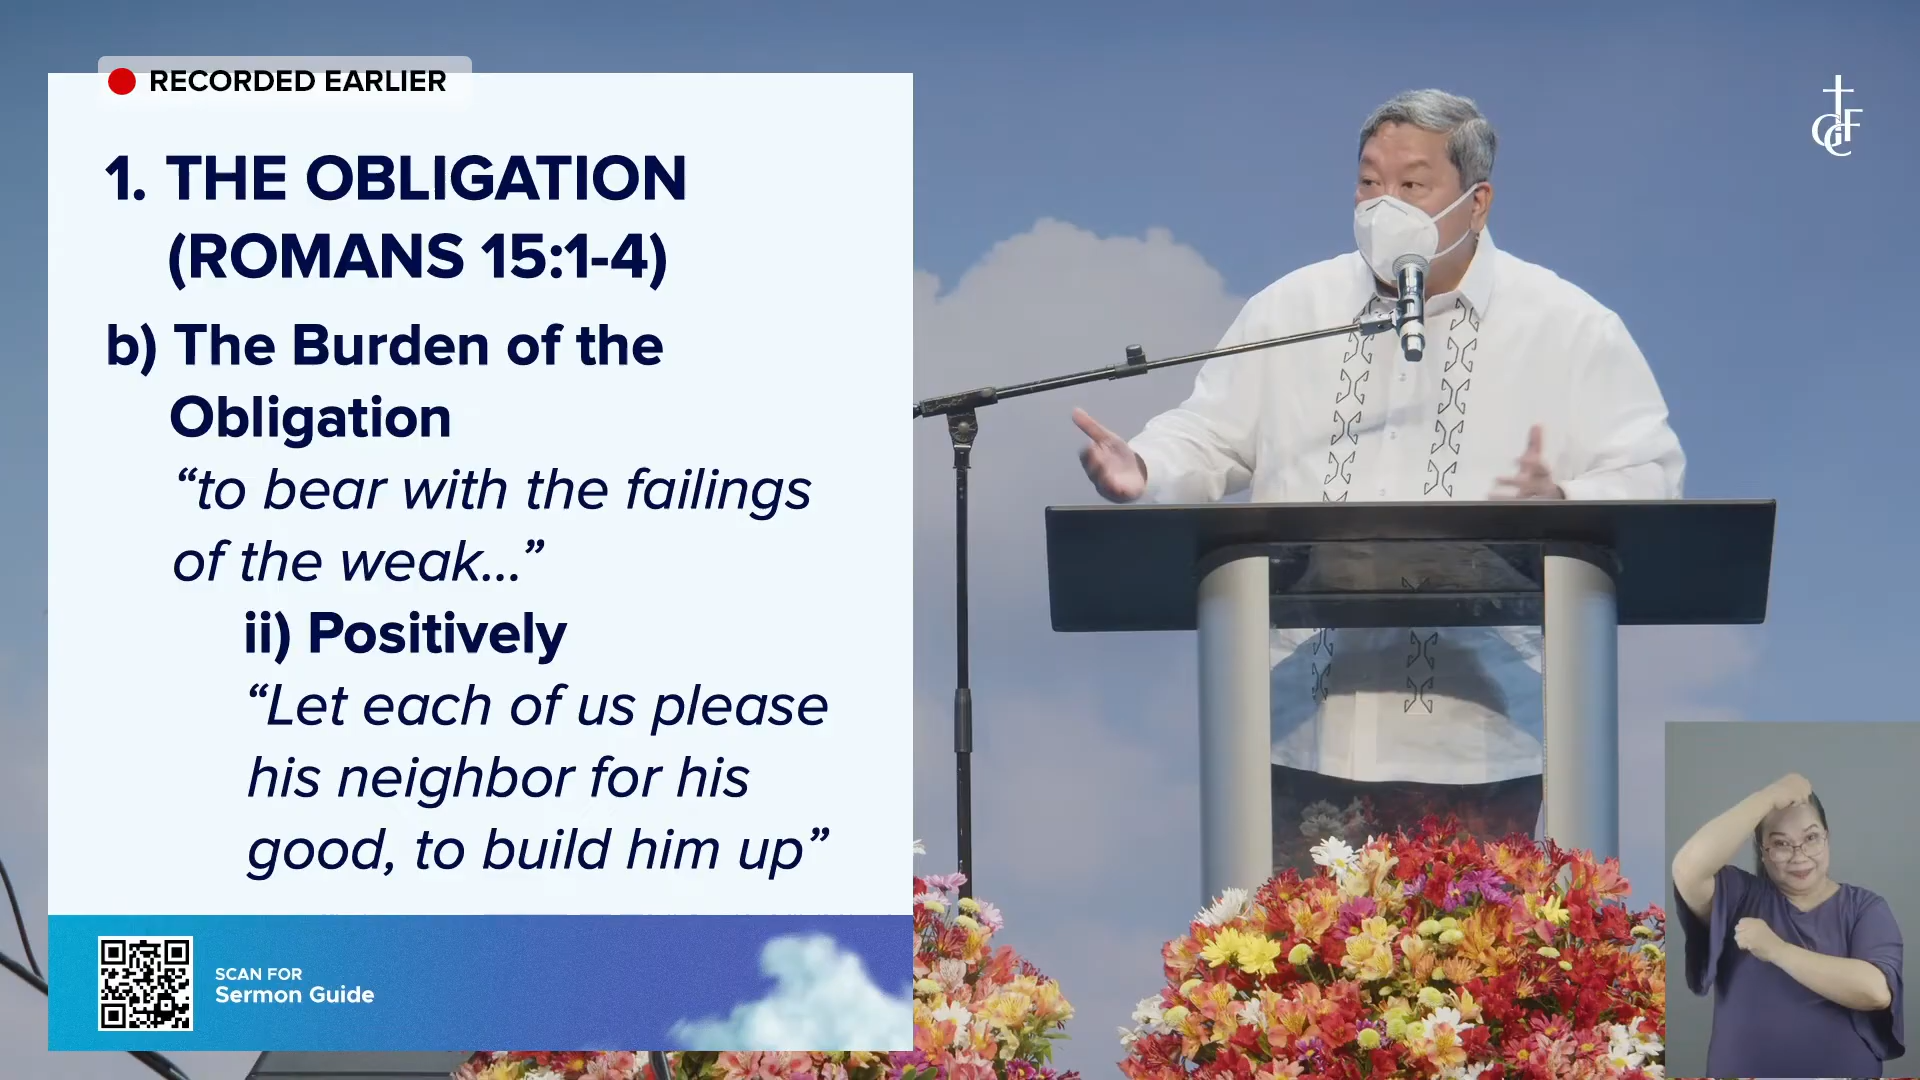 RECORDED EARLIER
1. THE OBLIGATION
(ROMANS 15:1-4)
b) The Burden of the
Obligation
“to bear with the failings
of the weak...”
ii) Positively
“Let each of us please
his neighbor for his
good, to build him up”
SCAN FOR
Sermon Guide
GCF